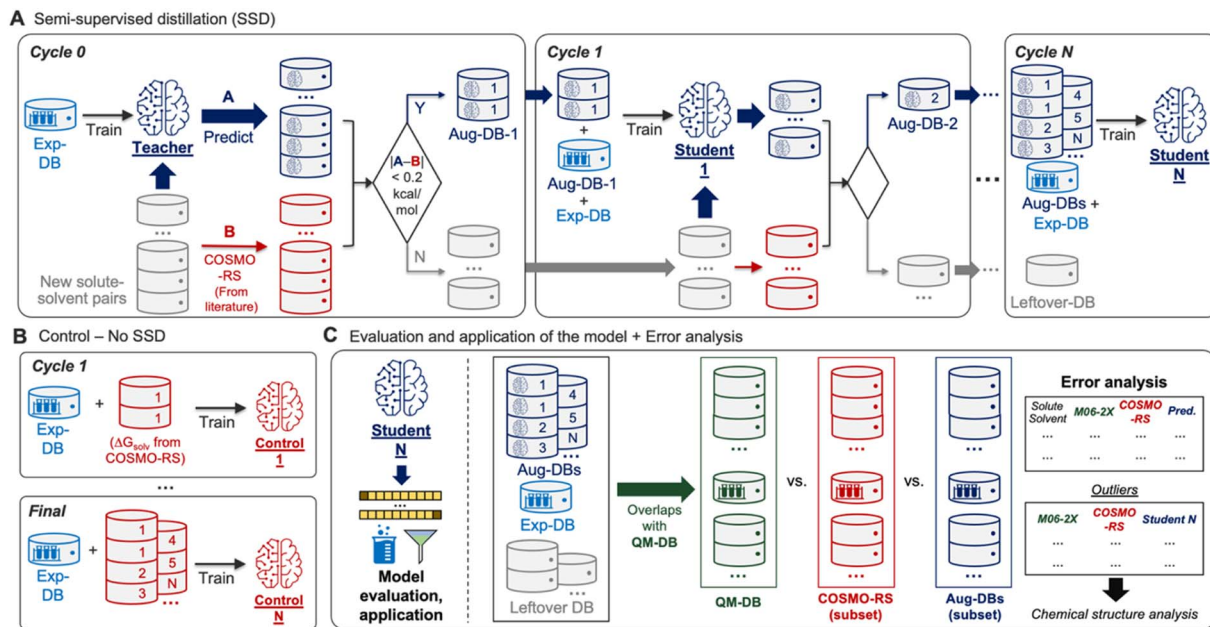 A Semi-supervised distillation (SSD)
Cycle 0
Exp-
DB
Train
Teacher
A
Predict
...
...
New solute-
solvent pairs
B
COSMO
-RS
(From
literature)
...
|A–B|
< 0.2
kcal/
mol
Y
N
1
1
Aug-DB-1
...
Cycle 1
1
1
+
Aug-DB-1
+
Exp-DB
Train
Student
1
...
...
...
2
Aug-DB-2
...
...
...
...
Cycle N
1
1
2
3
4
5
N
...
Aug-DBs +
Exp-DB
Train
Student
N
Leftover-DB
B Control – No SSD
Cycle 1
Exp-
DB
+
1
1
(ΔGsolv from
COSMO-RS)
Train
Control
1
...
Final
Exp-
DB
+
1
1
2
3
4
5
N
...
Train
Control
N
C Evaluation and application of the model + Error analysis
Student
N
...
Model
evaluation,
application
1
1
2
3
4
5
N
...
Aug-DBs
Exp-DB
...
Leftover DB
Overlaps
with
QM-DB
...
...
QM-DB
vs.
...
...
COSMO-RS
(subset)
vs.
...
...
Aug-DBs
(subset)
Error analysis
Solute
Solvent
M06-2X
COSMO
-RS
Pred.
... ... ... ...
... ... ... ...
Outliers
M06-2X
COSMO
-RS
Student N
... ... ...
... ... ...
Chemical structure analysis